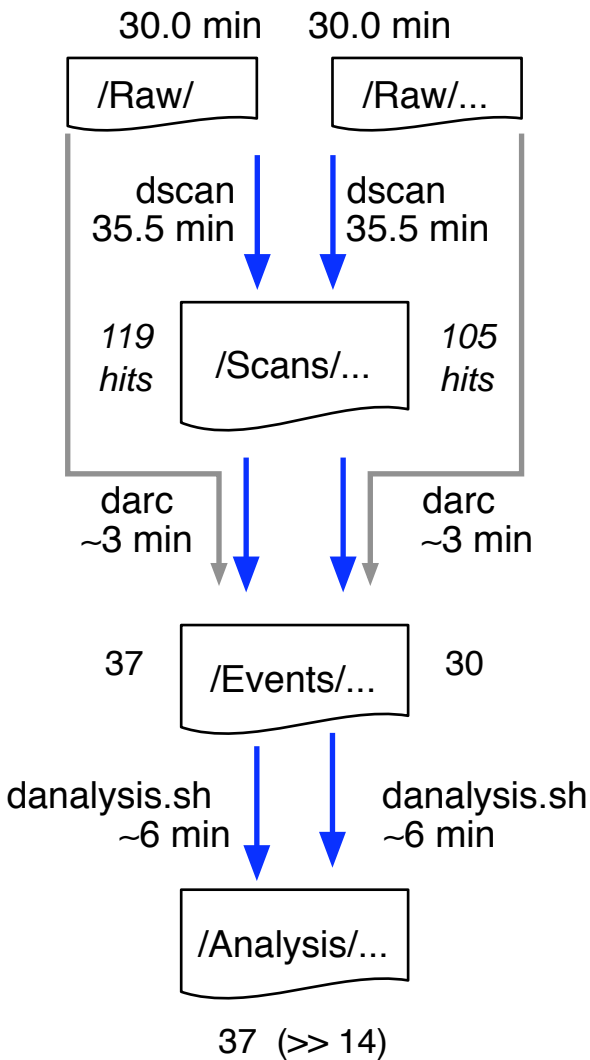 30.0 min 30.0 min
/Raw/ /Raw/...
dscan dscan
35.5 min 35.5 min
119 105
hits hits
/Scans/...
darc darc
~3 min ~3 min
37 /Events/... 30
danalysis.sh danalysis.sh
~6 min ~6 min
/Analysis/...
37 (>> 14)